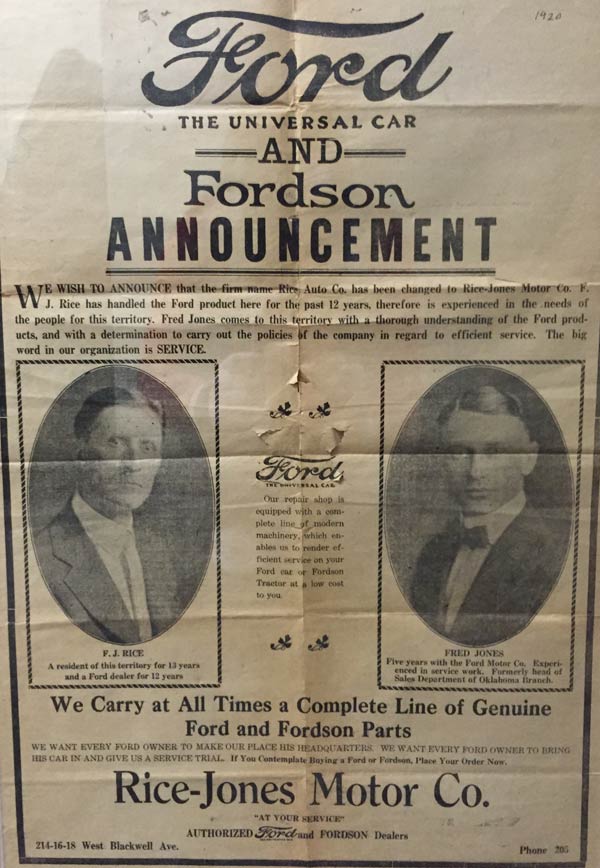 1920
Ford
THE UNIVERSAL CAR
AND
Fordson
ANNOUNCEMENT
WE WISH TO ANNOUNCE that the firm name Rice Auto Co. has been changed to Rice-Jones Motor Co. F.
J. Rice has handled the Ford product here for the past 12 years, therefore is experienced in the needs of
the people for this territory. Fred Jones comes to this territory with a thorough understanding of the Ford prod-
ucts, and with a determination to carry out the policies of the company in regard to efficient service. The big
word in our organization is SERVICE.
Ford
THE UNIVERSAL CAR
Our repair shop is
equipped with a com-
plete line of modern
machinery, which en-
ables us to render ef-
ficient service on your
Ford car or Fordson
Tractor at a low cost
to you.
F. J. RICE
A resident of this territory for 13 years
and a Ford dealer for 12 years
FRED JONES
Five years with the Ford Motor Co. Experi-
enced in service work. Formerly head of
Sales Department of Oklahoma Branch.
We Carry at All Times a Complete Line of Genuine
Ford and Fordson Parts
WE WANT EVERY FORD OWNER TO MAKE OUR PLACE HIS HEADQUARTERS. WE WANT EVERY FORD OWNER TO BRING
HIS CAR IN AND GIVE US A SERVICE TRIAL. If You Contemplate Buying a Ford or Fordson, Place Your Order Now.
Rice-Jones Motor Co.
"AT YOUR SERVICE"
AUTHORIZED Ford and FORDSON Dealers
214-16-18 West Blackwell Ave.
Phone 205